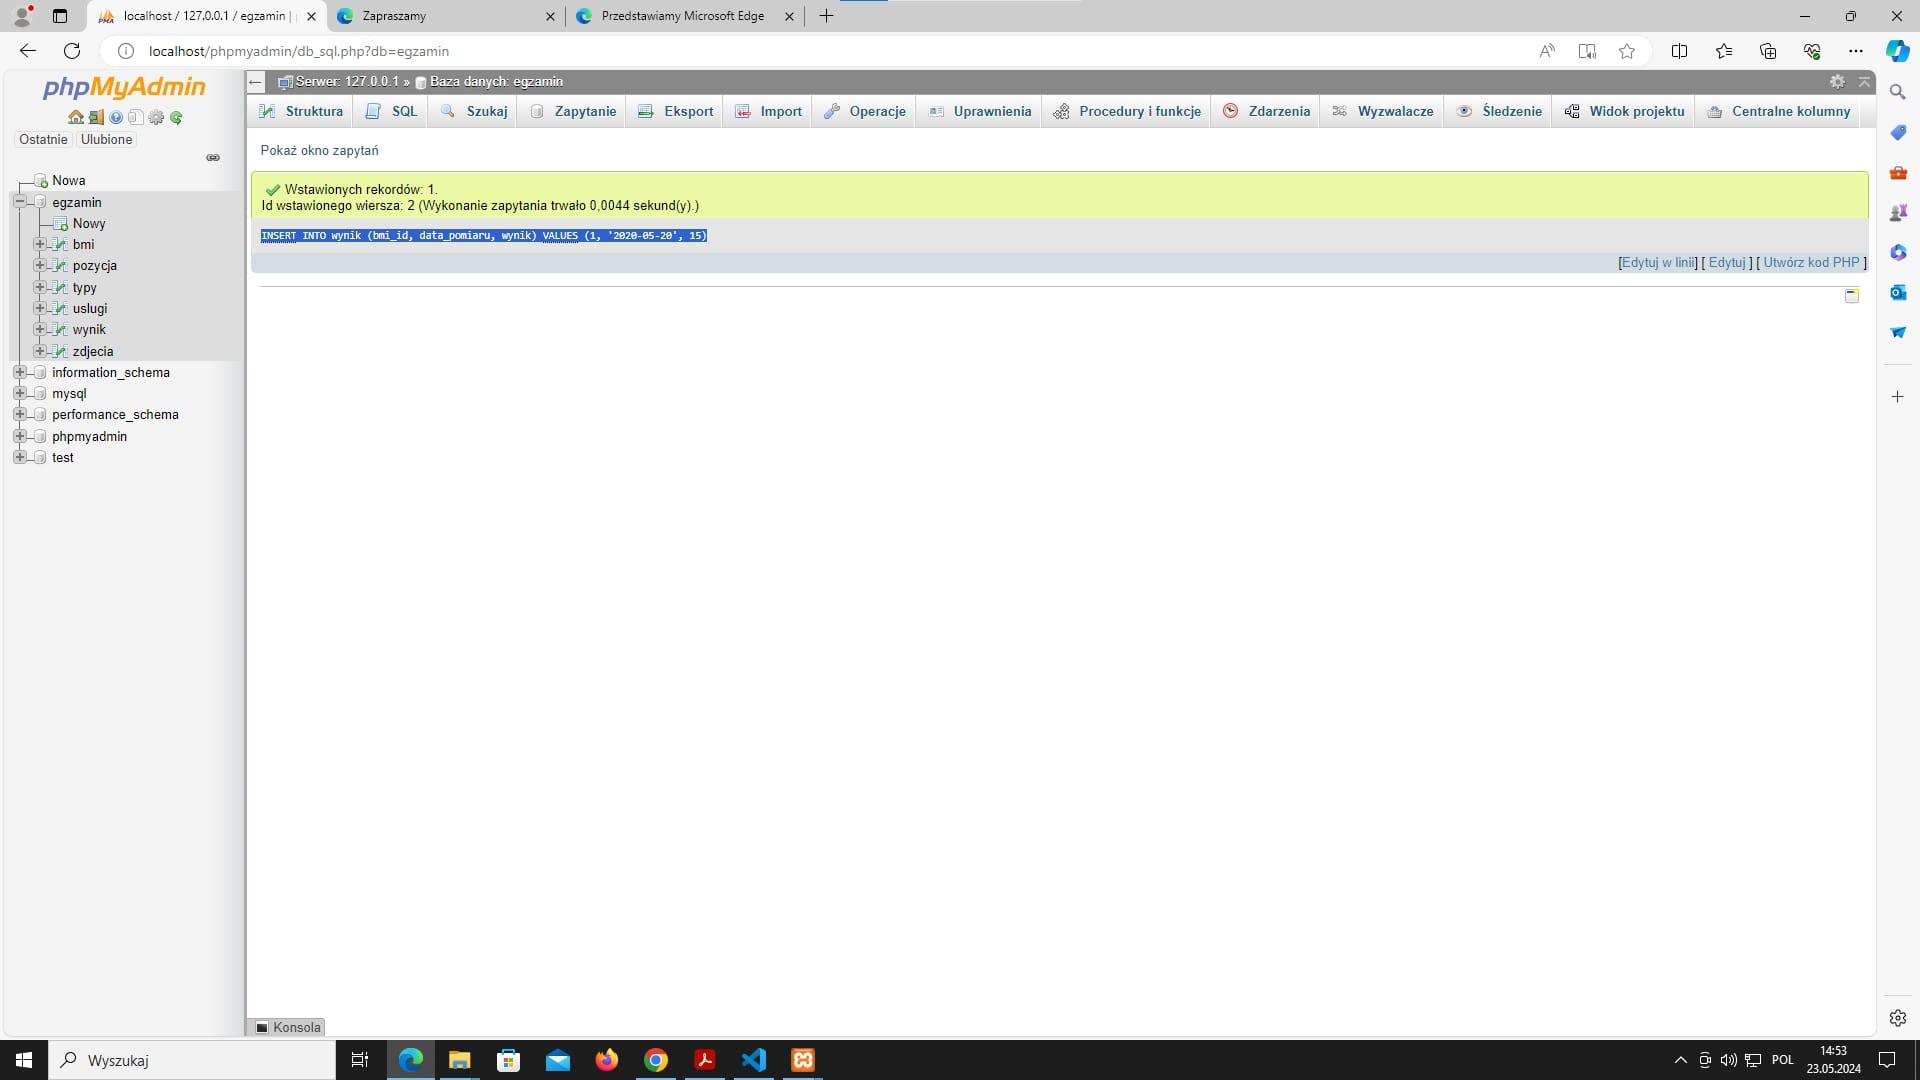 localhost / 127.0.0.1 / egzamin |
Zapraszamy
Przedstawiamy Microsoft Edge
localhost/phpmyadmin/db_sql.php?db=egzamin
phpMyAdmin
Ostatnie
Ulubione
Nowa
egzamin
Nowy
bmi
pozycja
typy
uslugi
wynik
zdjecia
information_schema
mysql
performance_schema
phpmyadmin
test
Serwer: 127.0.0.1 » Baza danych: egzamin
Struktura SQL Szukaj Zapytanie Eksport Import Operacje Uprawnienia Procedury i funkcje Zdarzenia Wyzwalacze Śledzenie Widok projektu Centralne kolumny
Pokaż okno zapytań
Wstawionych rekordów: 1.
Id wstawionego wiersza: 2 (Wykonanie zapytania trwało 0,0044 sekund(y).)
INSERT INTO wynik (bmi_id, data_pomiaru, wynik) VALUES (1, '2020-05-20', 15)
[Edytuj w linii] [ Edytuj ] [ Utwórz kod PHP ]
Konsola
Wyszukaj
POL
14:53
23.05.2024